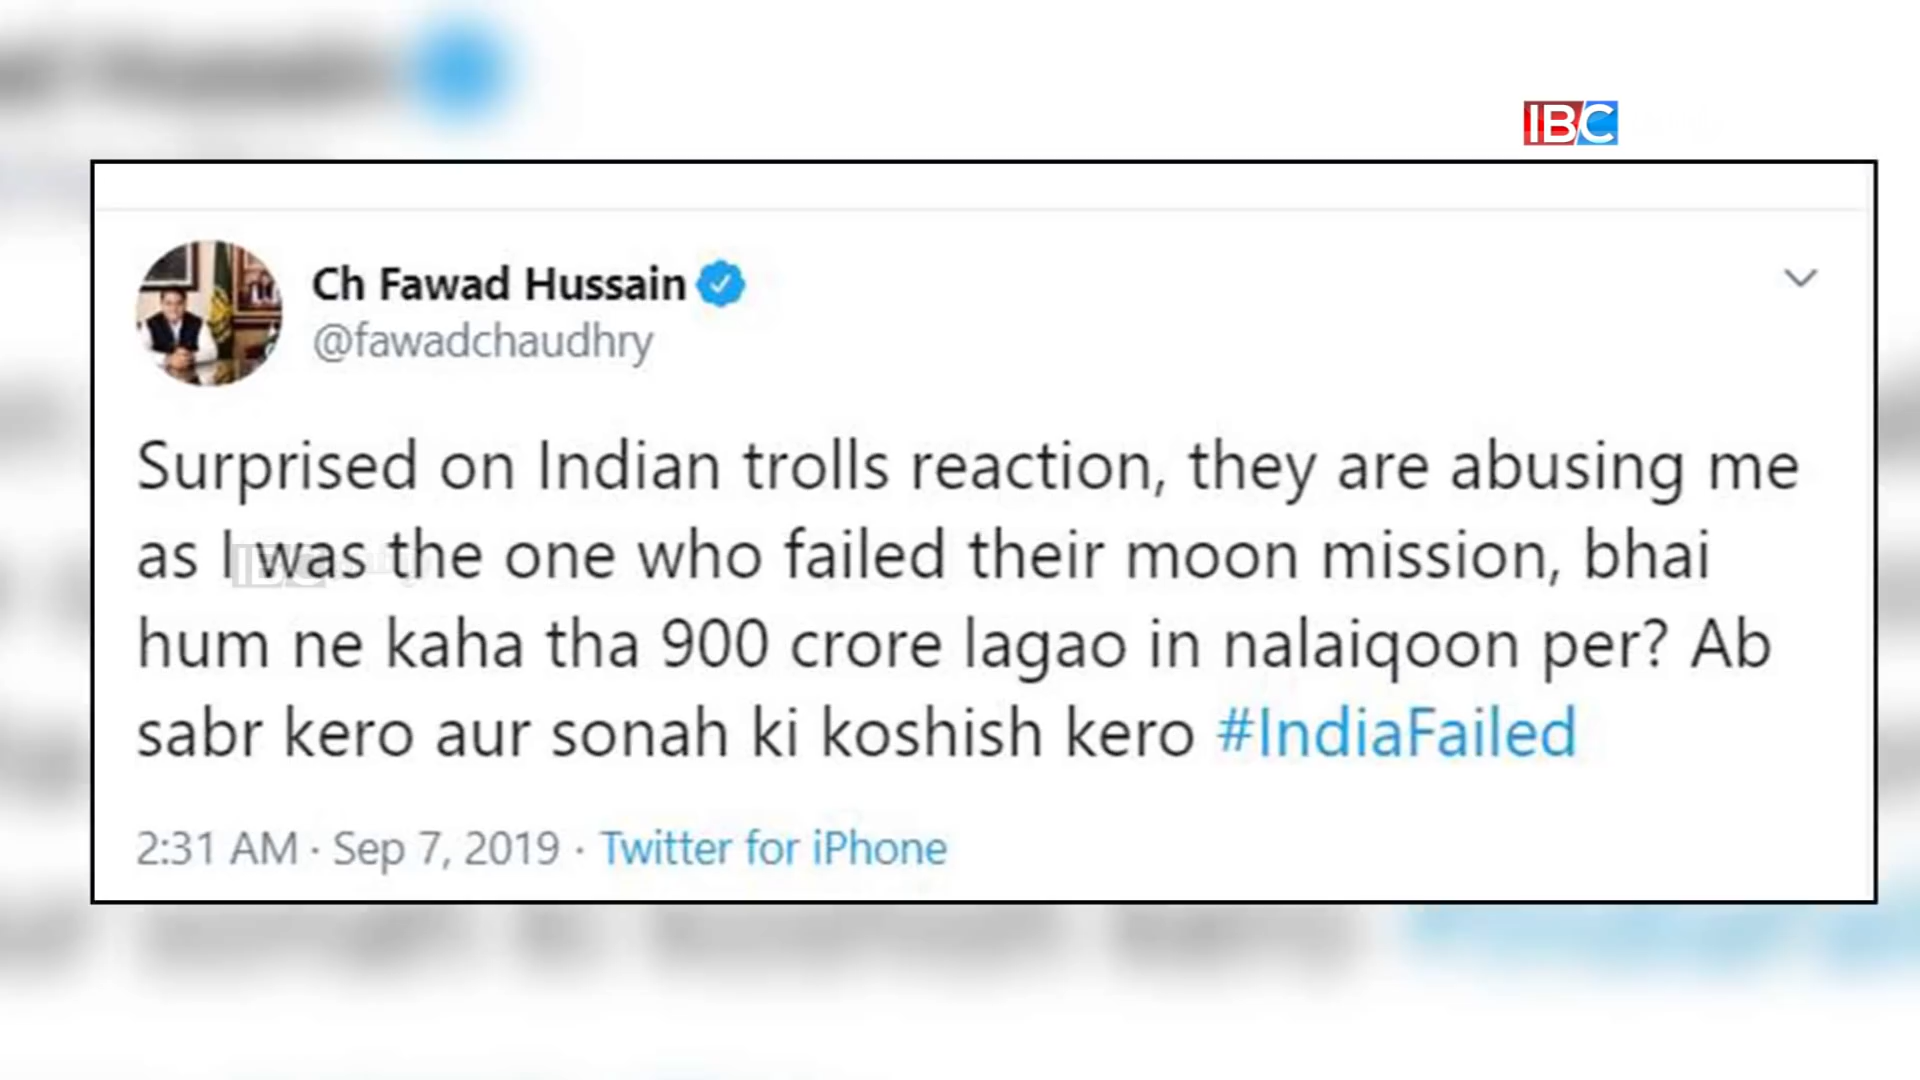 IBC
Ch Fawad Hussain
@fawadchaudhry
Surprised on Indian trolls reaction, they are abusing me
as I was the one who failed their moon mission, bhai
hum ne kaha tha 900 crore lagao in nalaiqoon per? Ab
sabr kero aur sonah ki koshish kero #IndiaFailed
2:31 AM · Sep 7, 2019 · Twitter for iPhone